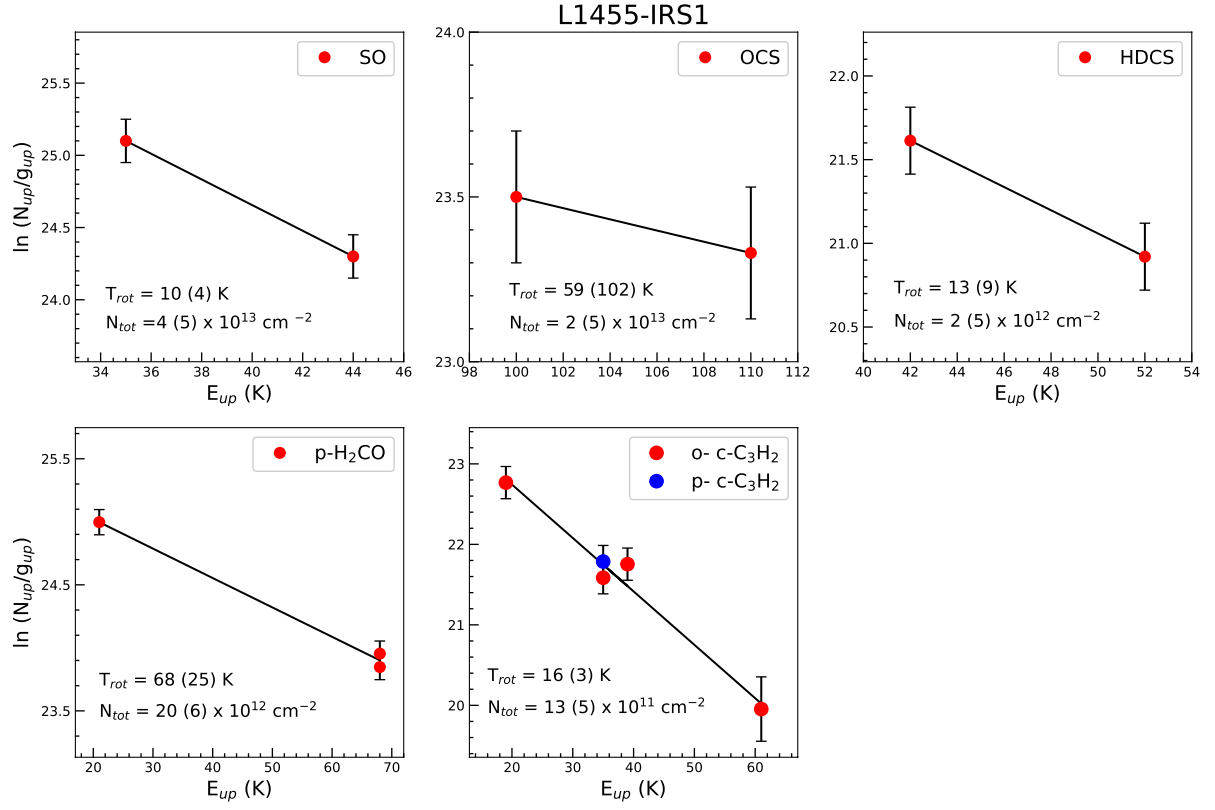 L1455-IRS1
SO
25.5
25.0
24.5
24.0
ln (N_up/g_up)
T_rot = 10 (4) K
N_tot =4 (5) x 10^13 cm ^−2
34 36 38 40 42 44 46
E_up (K)
OCS
24.0
23.5
23.0
T_rot = 59 (102) K
N_tot = 2 (5) x 10^13 cm^−2
98 100 102 104 106 108 110 112
E_up (K)
HDCS
22.0
21.5
21.0
20.5
T_rot = 13 (9) K
N_tot = 2 (5) x 10^12 cm^−2
40 42 44 46 48 50 52 54
E_up (K)
p-H₂CO
25.5
24.5
23.5
ln (N_up/g_up)
T_rot = 68 (25) K
N_tot = 20 (6) x 10^12 cm^−2
20 30 40 50 60 70
E_up (K)
o- c-C₃H₂
p- c-C₃H₂
23
22
21
20
T_rot = 16 (3) K
N_tot = 13 (5) x 10^11 cm^−2
20 30 40 50 60
E_up (K)